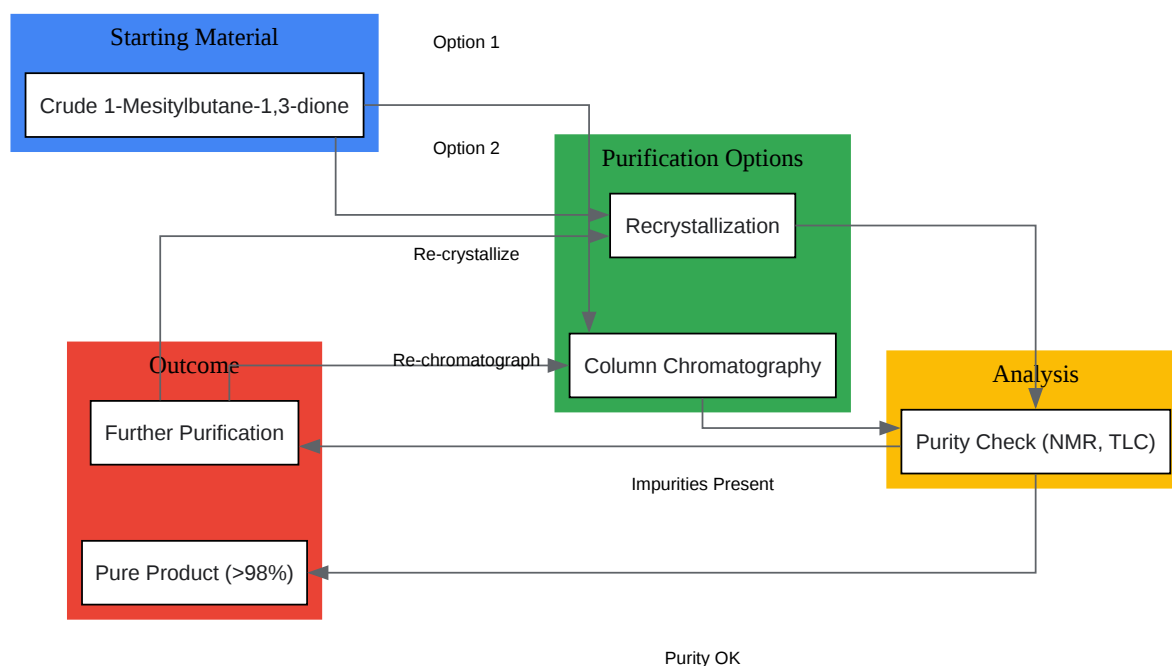 Starting Material
Option 1
Crude 1-Mesitylbutane-1,3-dione
Option 2
Purification Options
Recrystallization
Re-crystallize
Outcome
Re-chromatograph
Column Chromatography
Analysis
Further Purification
Purity Check (NMR, TLC)
Impurities Present
Pure Product (>98%)
Purity OK